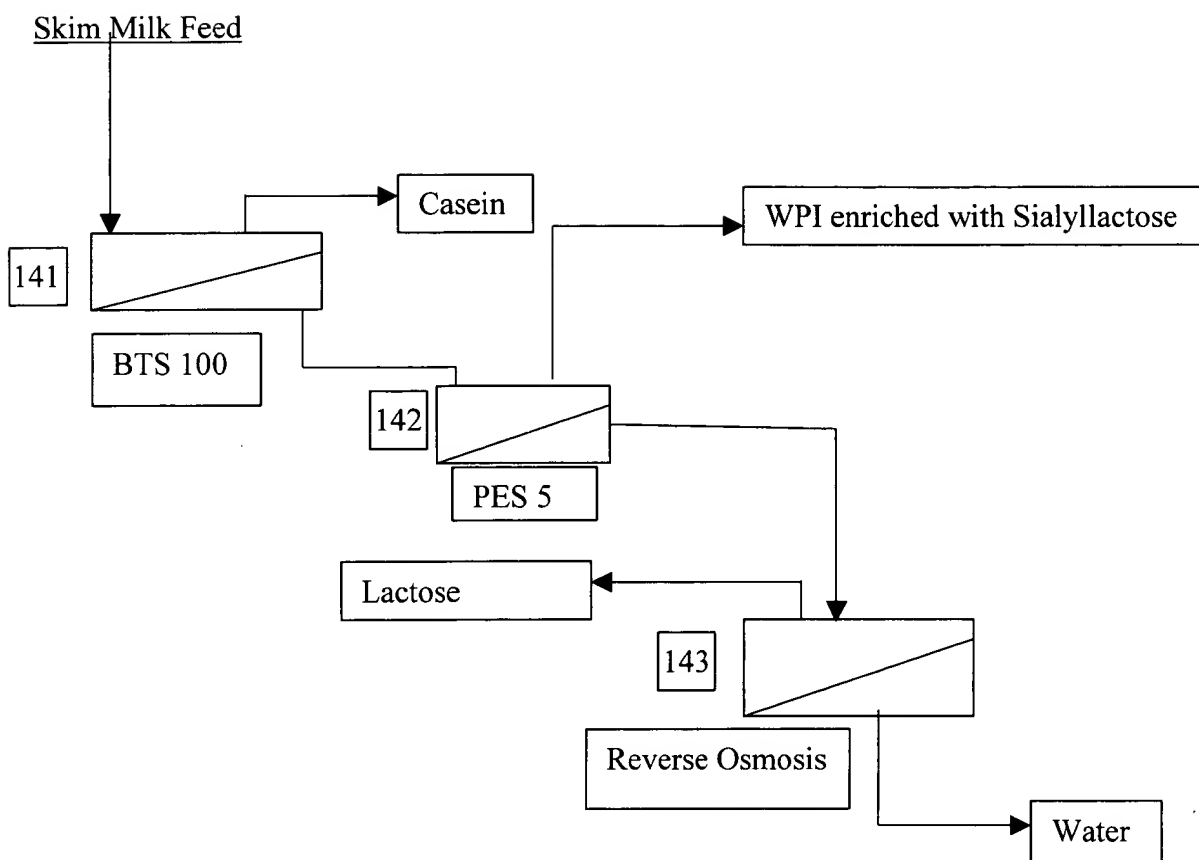 Skim Milk Feed
Casein
WPI enriched with Sialyllactose
141
BTS 100
142
PES 5
Lactose
143
Reverse Osmosis
Water